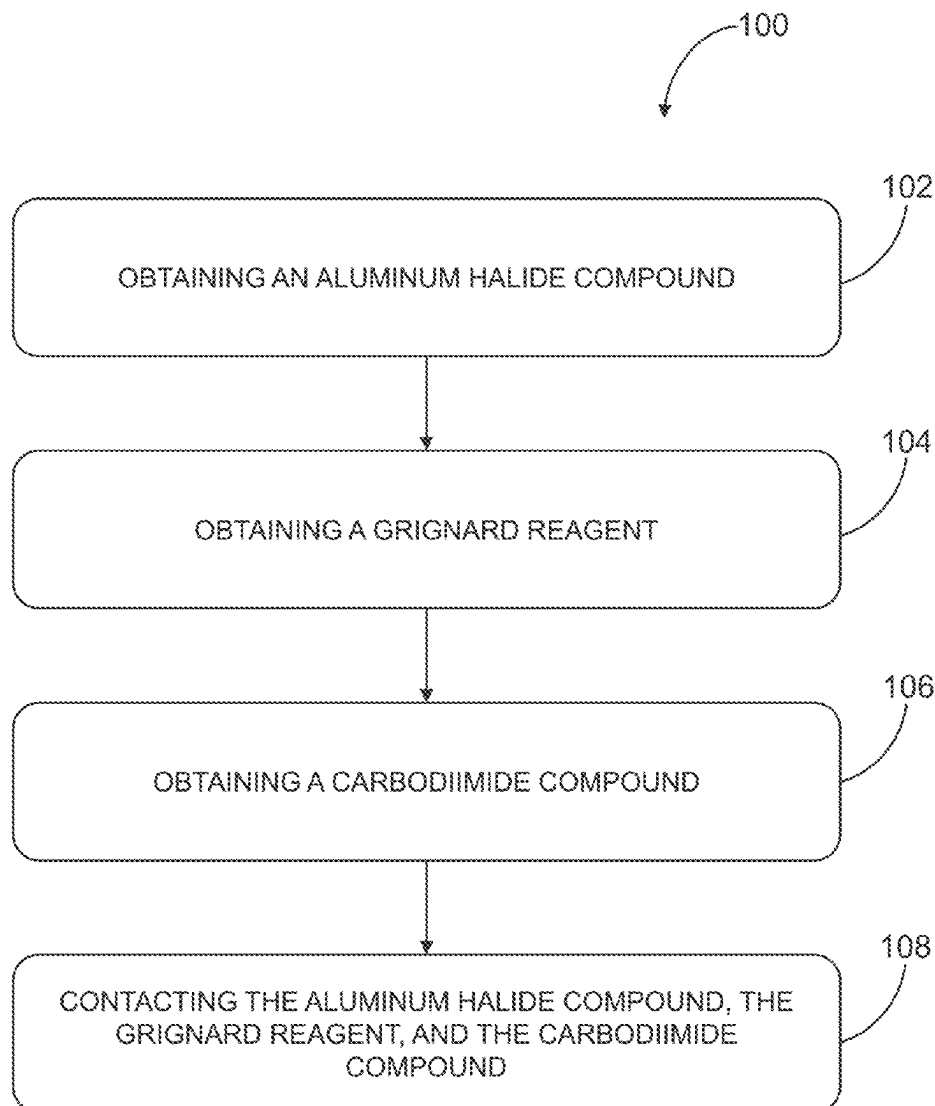 100
102
OBTAINING AN ALUMINUM HALIDE COMPOUND
104
OBTAINING A GRIGNARD REAGENT
106
OBTAINING A CARBODIIMIDE COMPOUND
108
CONTACTING THE ALUMINUM HALIDE COMPOUND, THE
GRIGNARD REAGENT, AND THE CARBODIIMIDE
COMPOUND